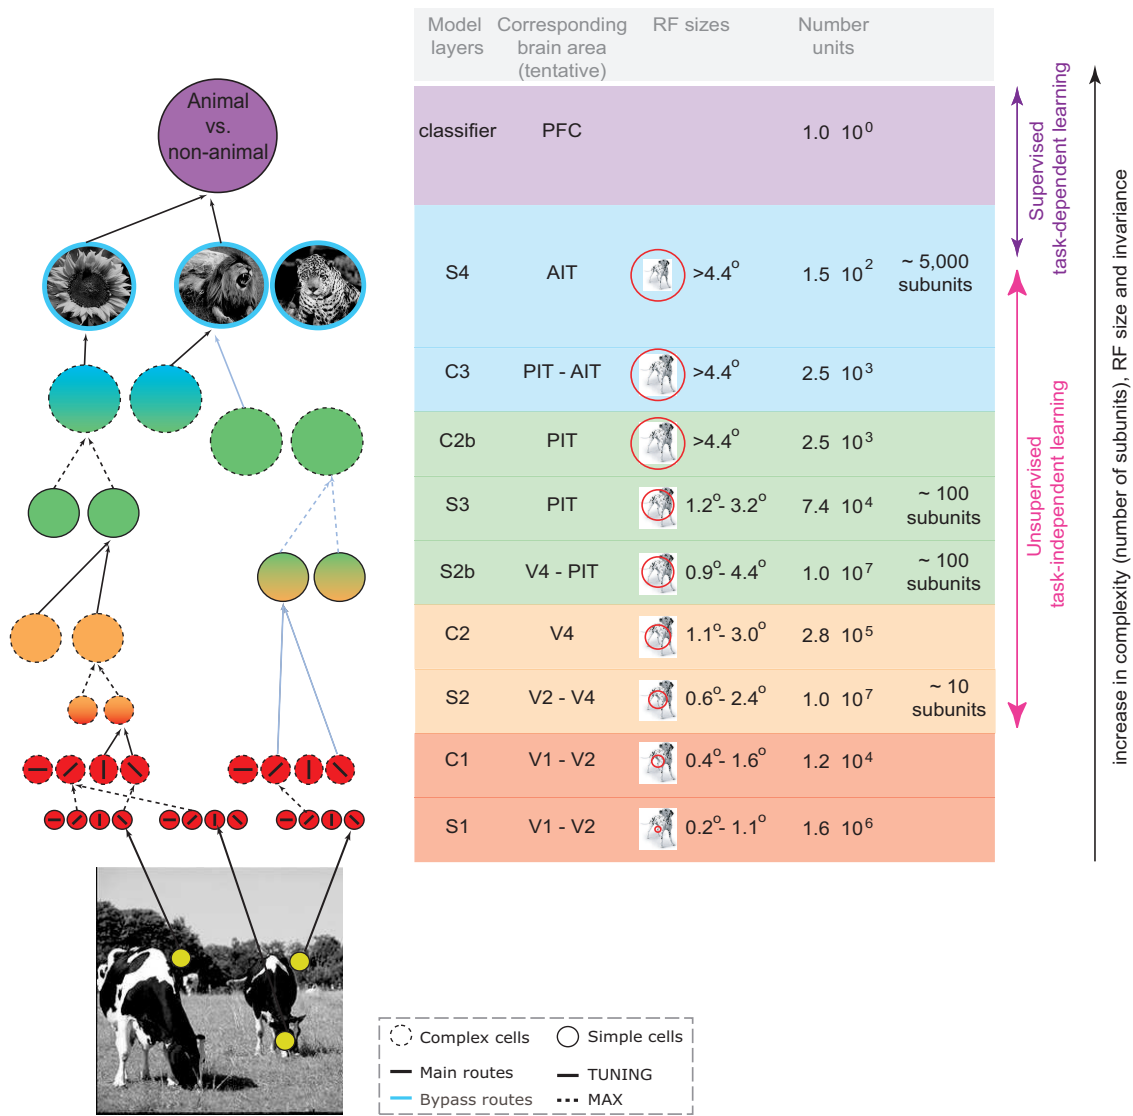 Model layers
Corresponding brain area (tentative)
RF sizes
Number units
Animal vs. non-animal
classifier PFC 1.0 10⁰
S4 AIT >4.4° 1.5 10² ~ 5,000 subunits
C3 PIT - AIT >4.4° 2.5 10³
C2b PIT >4.4° 2.5 10³
S3 PIT 1.2°- 3.2° 7.4 10⁴ ~ 100 subunits
S2b V4 - PIT 0.9°- 4.4° 1.0 10⁷ ~ 100 subunits
C2 V4 1.1°- 3.0° 2.8 10⁵
S2 V2 - V4 0.6°- 2.4° 1.0 10⁷ ~ 10 subunits
C1 V1 - V2 0.4°- 1.6° 1.2 10⁴
S1 V1 - V2 0.2°- 1.1° 1.6 10⁶
Supervised
task-dependent learning
Unsupervised
task-independent learning
increase in complexity (number of subunits), RF size and invariance
Complex cells
Simple cells
Main routes
TUNING
Bypass routes
MAX